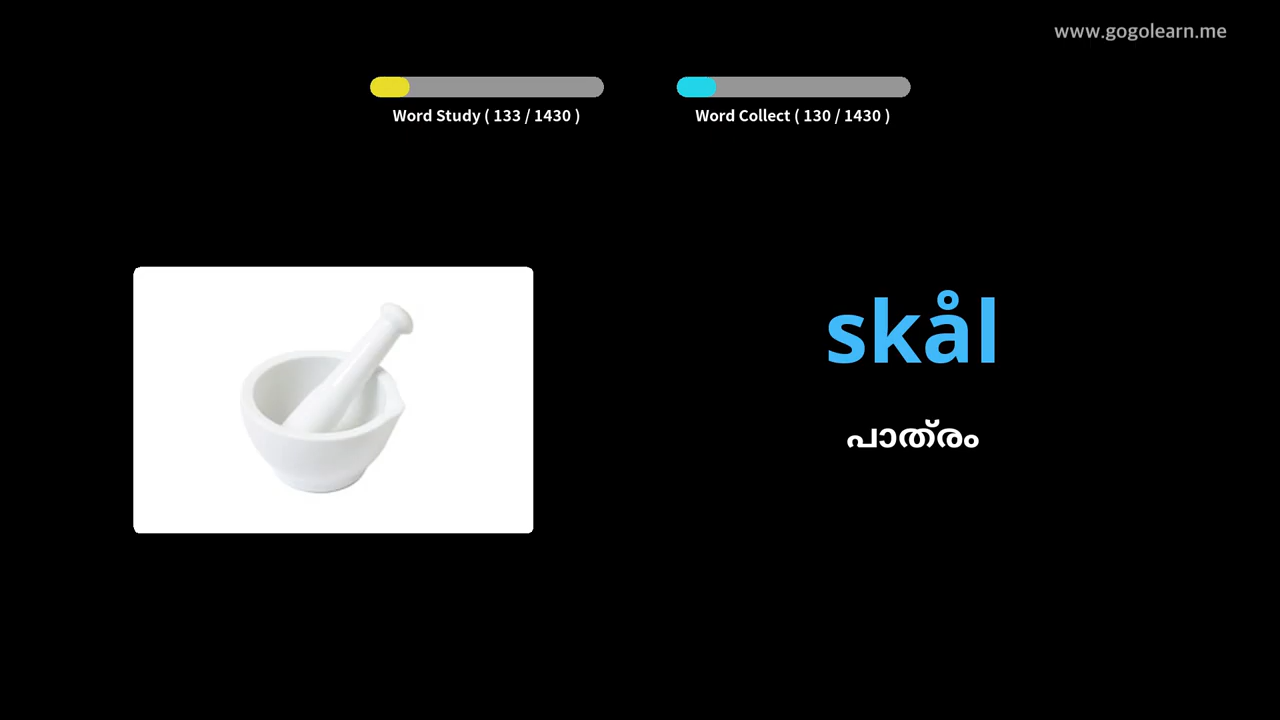 www.gogolearn.me
Word Study ( 133 / 1430 )
Word Collect ( 130 / 1430 )
skål
പാത്രം